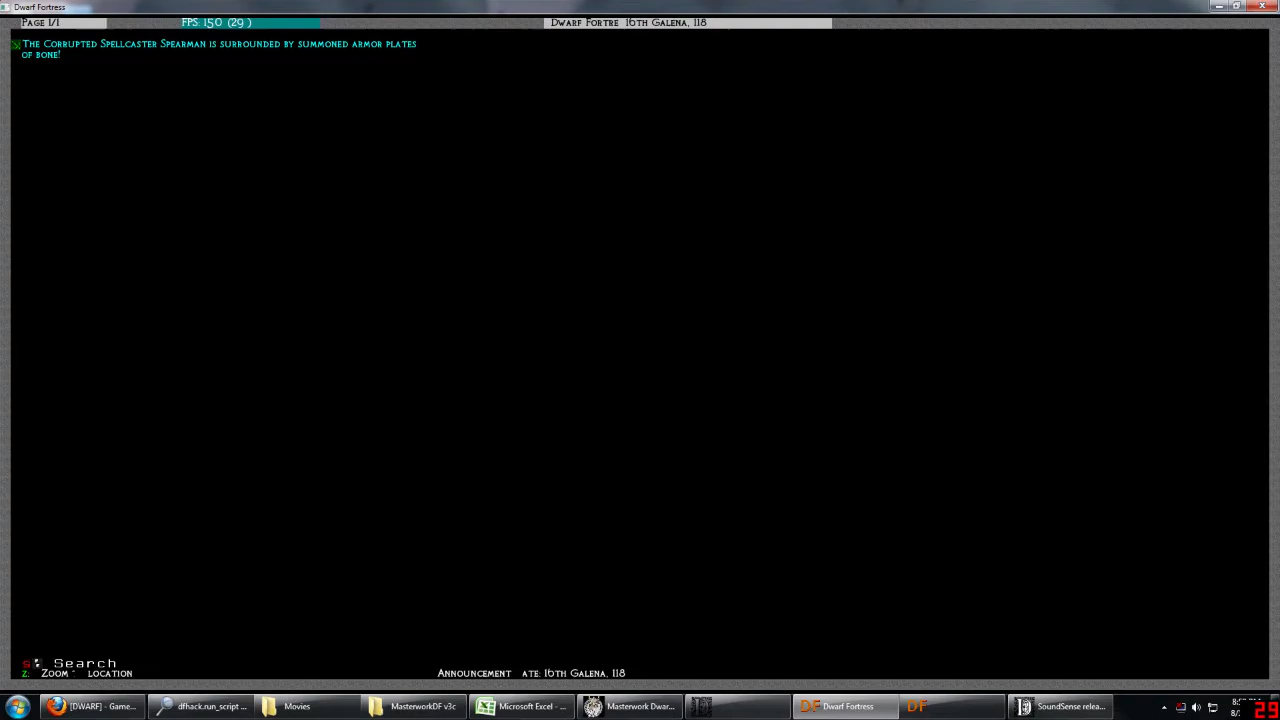 Dwarf Fortress
PAGE 1/1 FPS: 150 (29 ) DWARF FORTRE 16TH GALENA, 118
THE CORRUPTED SPELLCASTER SPEARMAN IS SURROUNDED BY SUMMONED ARMOR PLATES
OF BONE!
s: Search
Z: ZOOM LOCATION ANNOUNCEMENT ATE: 16TH GALENA, 118
[DWARF] - Game... dfhack.run_script ... Movies MasterworkDF v3c Microsoft Excel - ... Masterwork Dwar... DF Dwarf Fortress DF SoundSense relea...
29